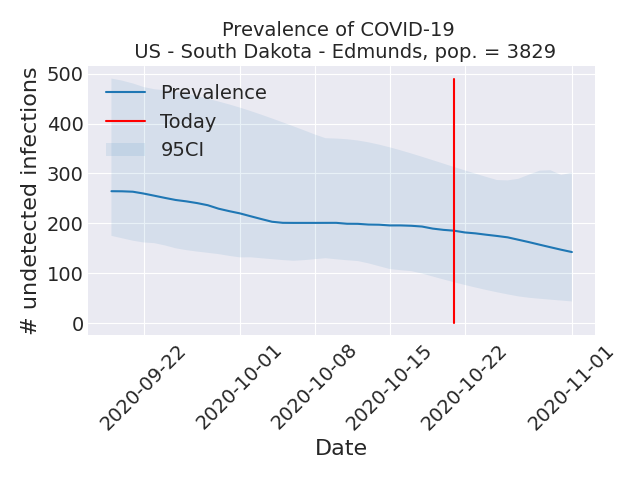 Prevalence of COVID-19
US - South Dakota - Edmunds, pop. = 3829
# undetected infections
500
400
300
200
100
0
Prevalence
Today
95CI
2020-09-22
2020-10-01
2020-10-08
2020-10-15
2020-10-22
2020-11-01
Date